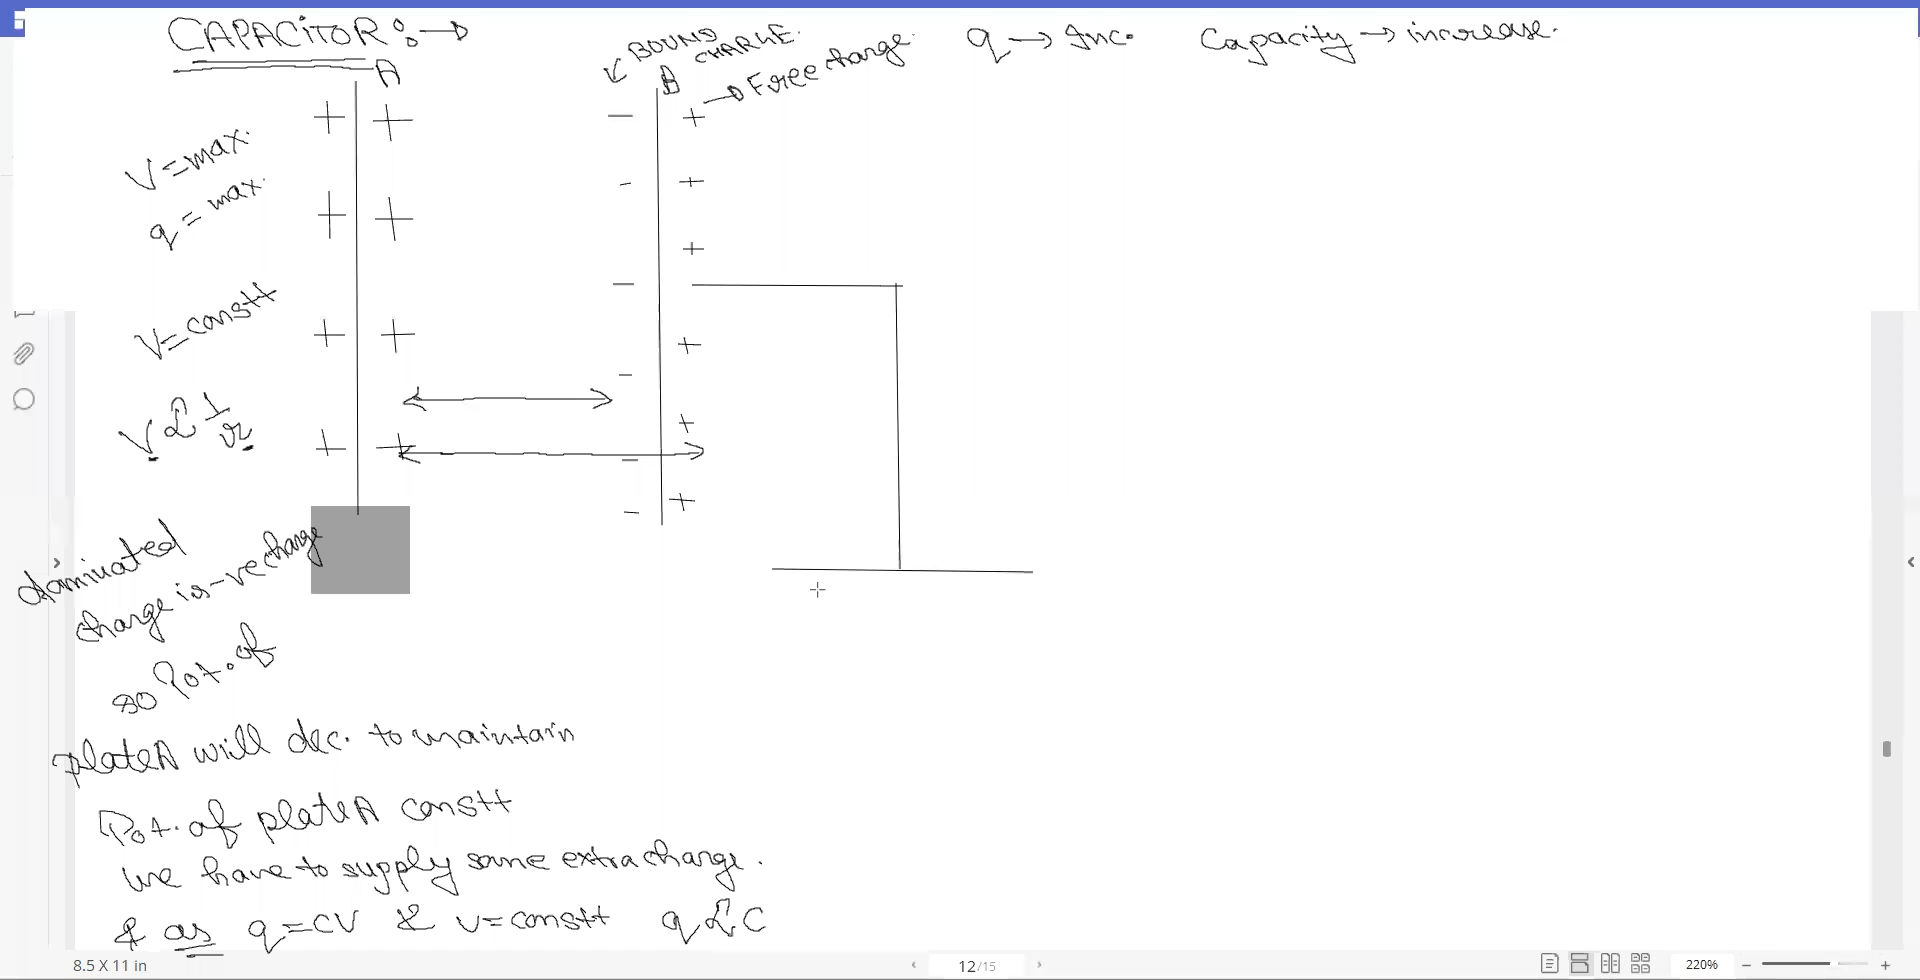 CAPACITOR :→
BOUND CHARGE.
q → Inc. Capacity → increase.
A
B
→ Free charge
V = max.
q = max.
V = constt
V α 1/r
dominated
charge is -ve charge
so Pot. of
plate A will dec. to maintain
Pot. of plate A constt
we have to supply some extra charge.
& as q = CV & V = constt q α C
8.5 X 11 in
12/15
220%